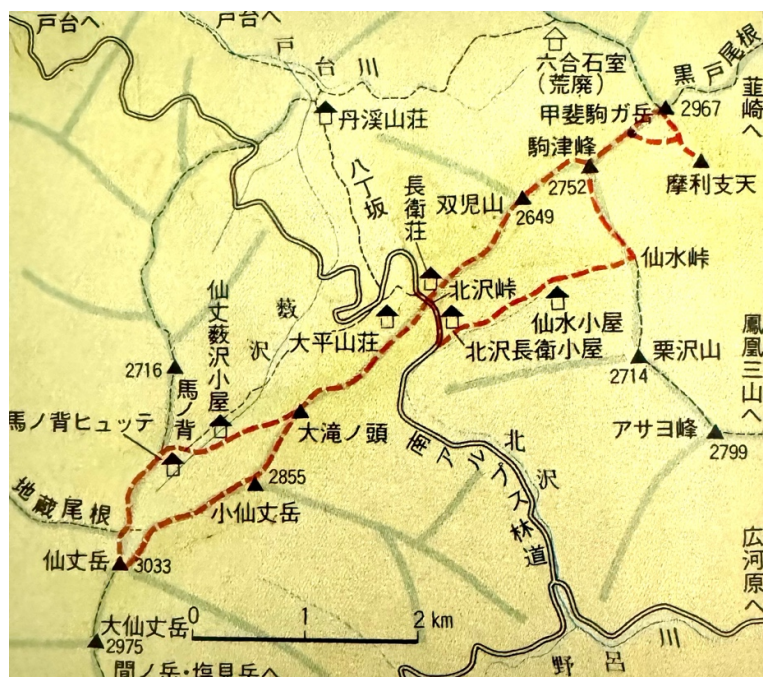 戸台へ
戸台へ
戸台川
六合石室
(荒廃)
黒戸尾根
韮崎へ
甲斐駒ガ岳
2967
丹渓山荘
駒津峰
2752
摩利支天
八丁坂
長衛荘
双児山
2649
仙水峠
北沢峠
仙丈薮沢小屋
薮沢
大平山荘
仙水小屋
北沢長衛小屋
鳳凰三山へ
栗沢山
2714
2716
馬ノ背
馬ノ背ヒュッテ
大滝ノ頭
アサヨ峰
2799
北沢
南アルプス林道
2855
小仙丈岳
地蔵尾根
仙丈岳
3033
広河原へ
大仙丈岳
2975
0 1 2km
野呂川
間ノ岳・塩見岳へ